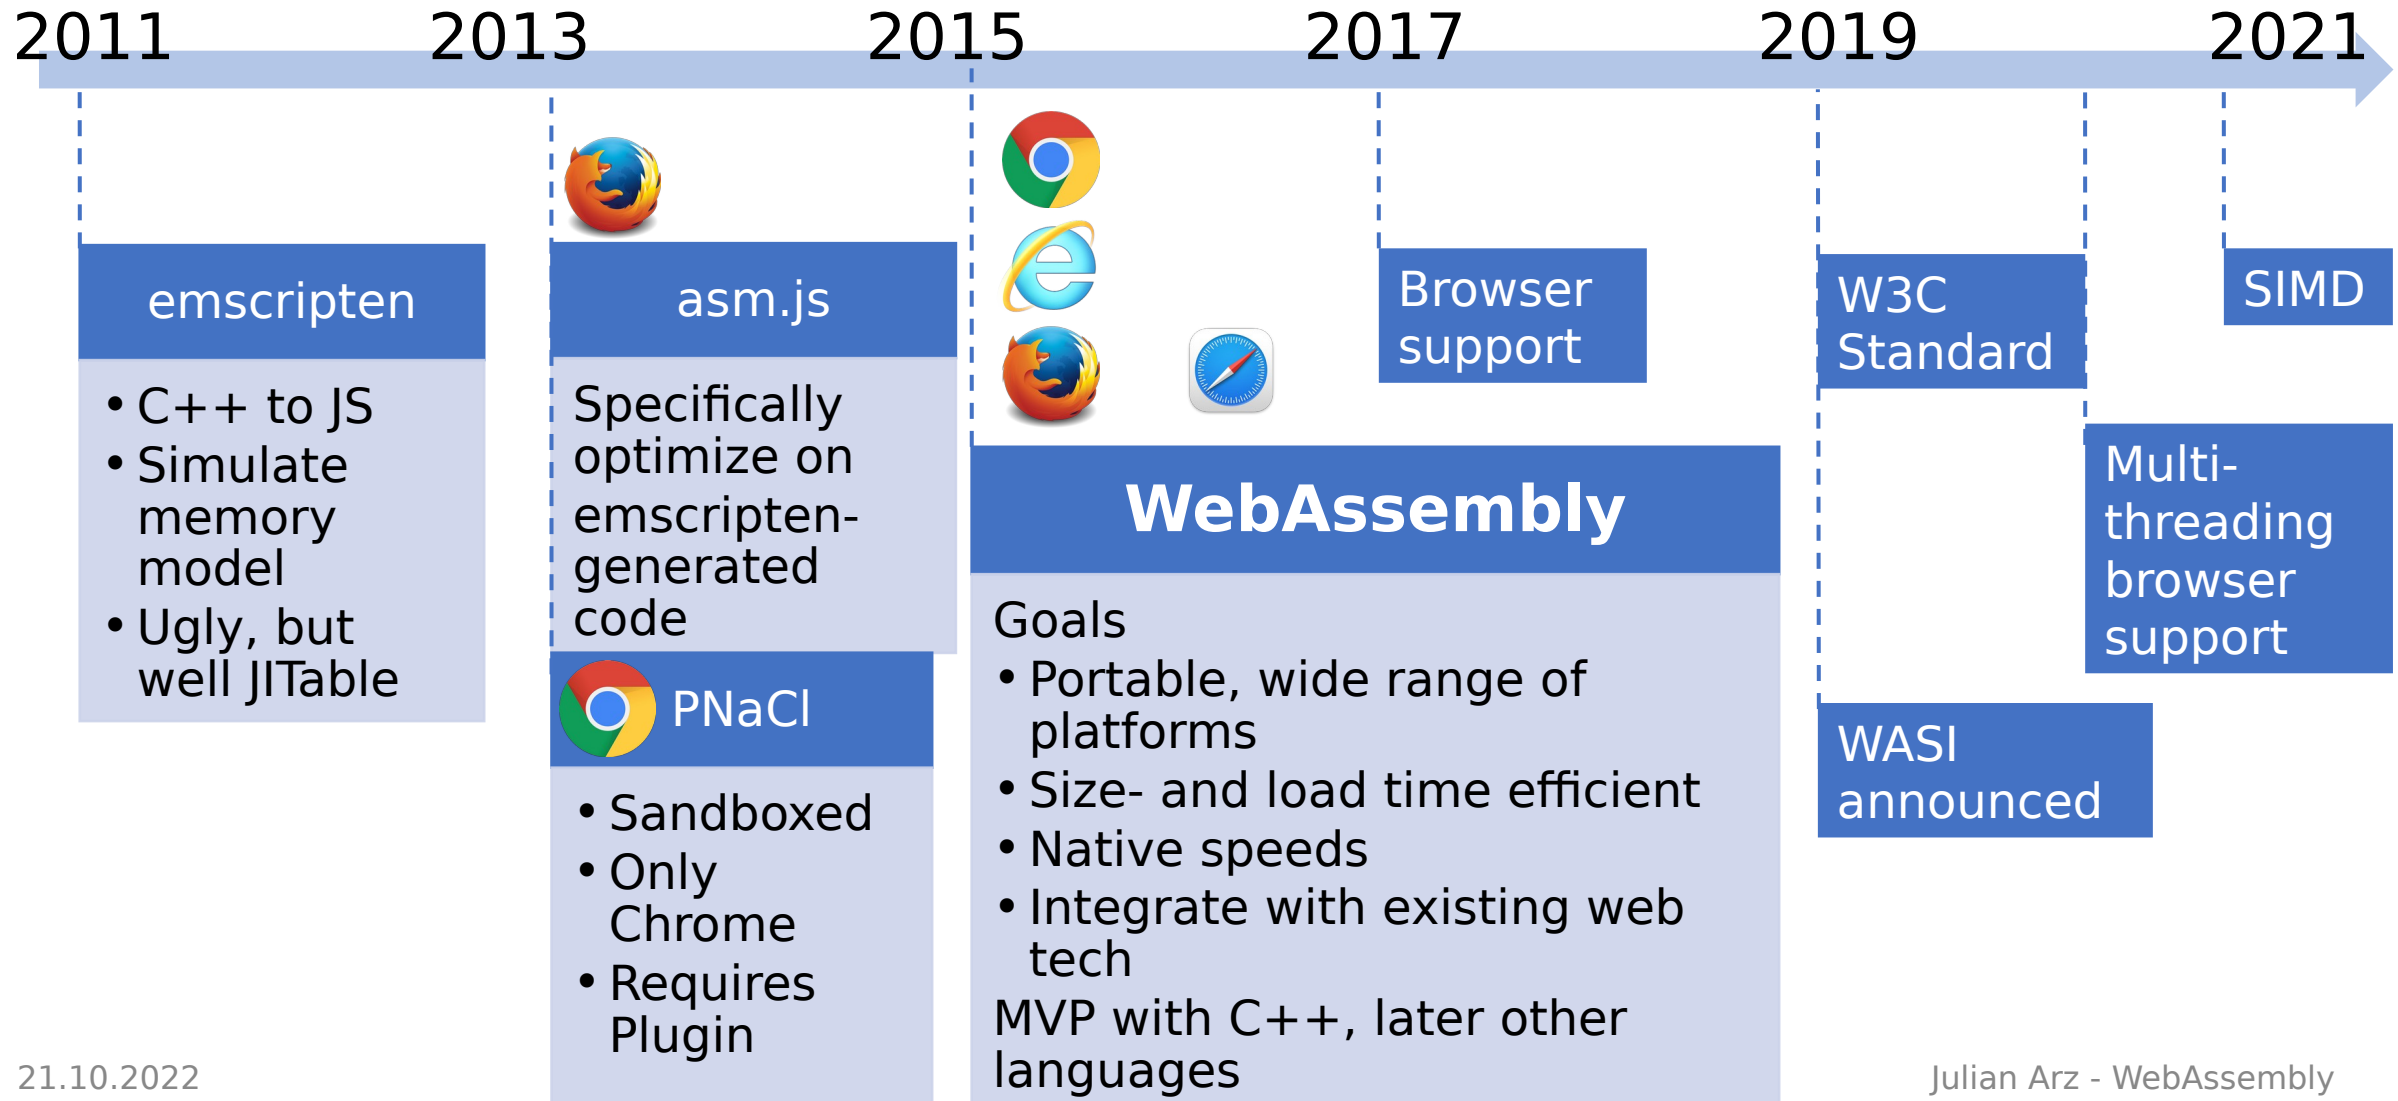 2011
2013
2015
2017
2019
2021
emscripten
• C++ to JS
• Simulate
memory
model
• Ugly, but
well JITable
asm.js
Specifically
optimize on
emscripten-
generated
code
PNaCl
• Sandboxed
• Only
Chrome
• Requires
Plugin
WebAssembly
Goals
• Portable, wide range of
platforms
• Size- and load time efficient
• Native speeds
• Integrate with existing web
tech
MVP with C++, later other
languages
Browser
support
W3C
Standard
WASI
announced
Multi-
threading
browser
support
SIMD
21.10.2022
Julian Arz - WebAssembly